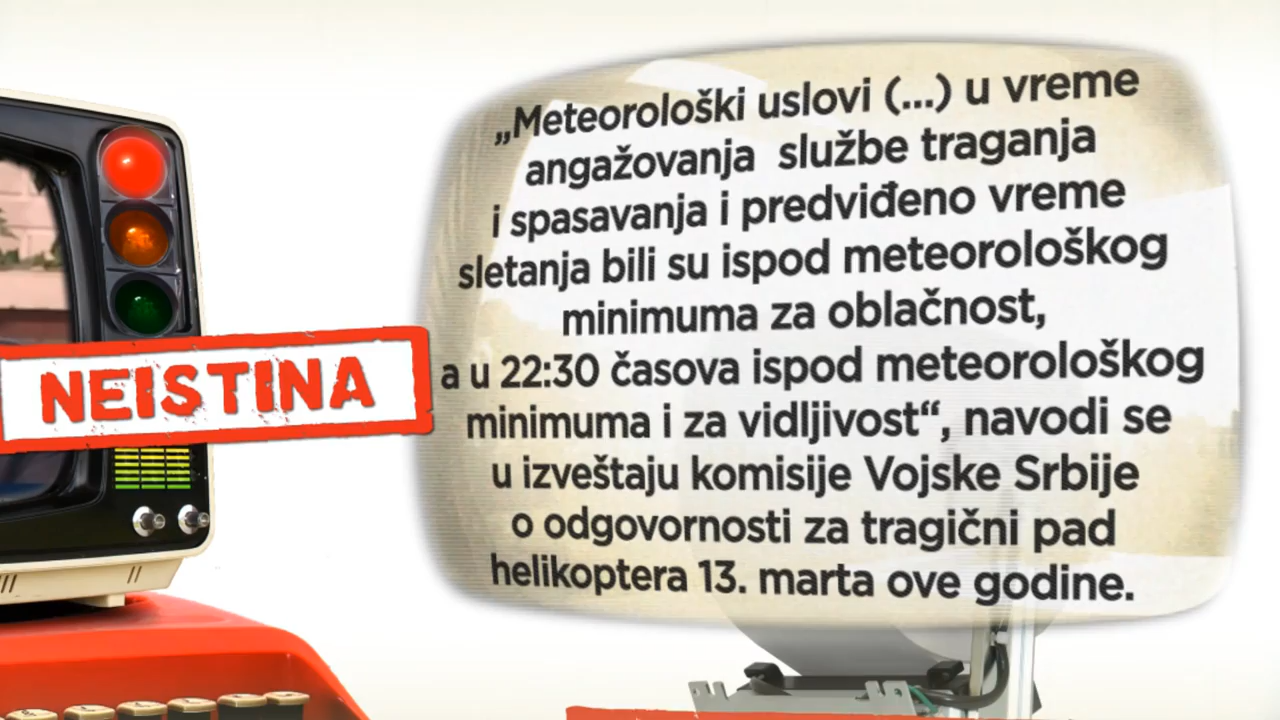 „Meteorološki uslovi (...) u vreme
angažovanja službe traganja
i spasavanja i predviđeno vreme
sletanja bili su ispod meteorološkog
minimuma za oblačnost,
a u 22:30 časova ispod meteorološkog
minimuma i za vidljivost“, navodi se
u izveštaju komisije Vojske Srbije
o odgovornosti za tragični pad
helikoptera 13. marta ove godine.
NEISTINA